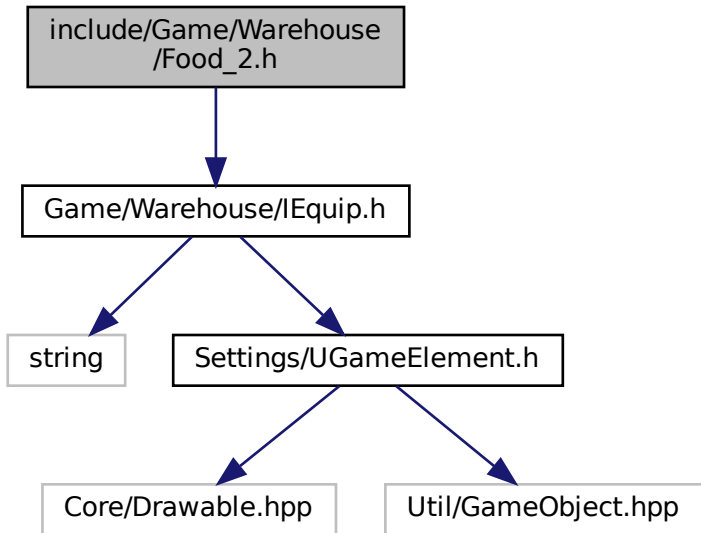 include/Game/Warehouse
/Food_2.h
Game/Warehouse/IEquip.h
string
Settings/UGameElement.h
Core/Drawable.hpp
Util/GameObject.hpp